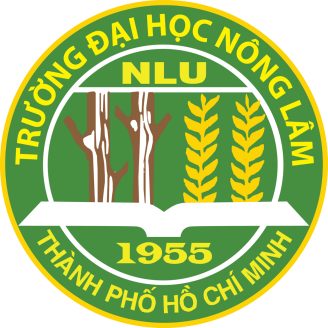 TRƯỜNG ĐẠI HỌC NÔNG LÂM
NLU
1955
THÀNH PHỐ HỒ CHÍ MINH